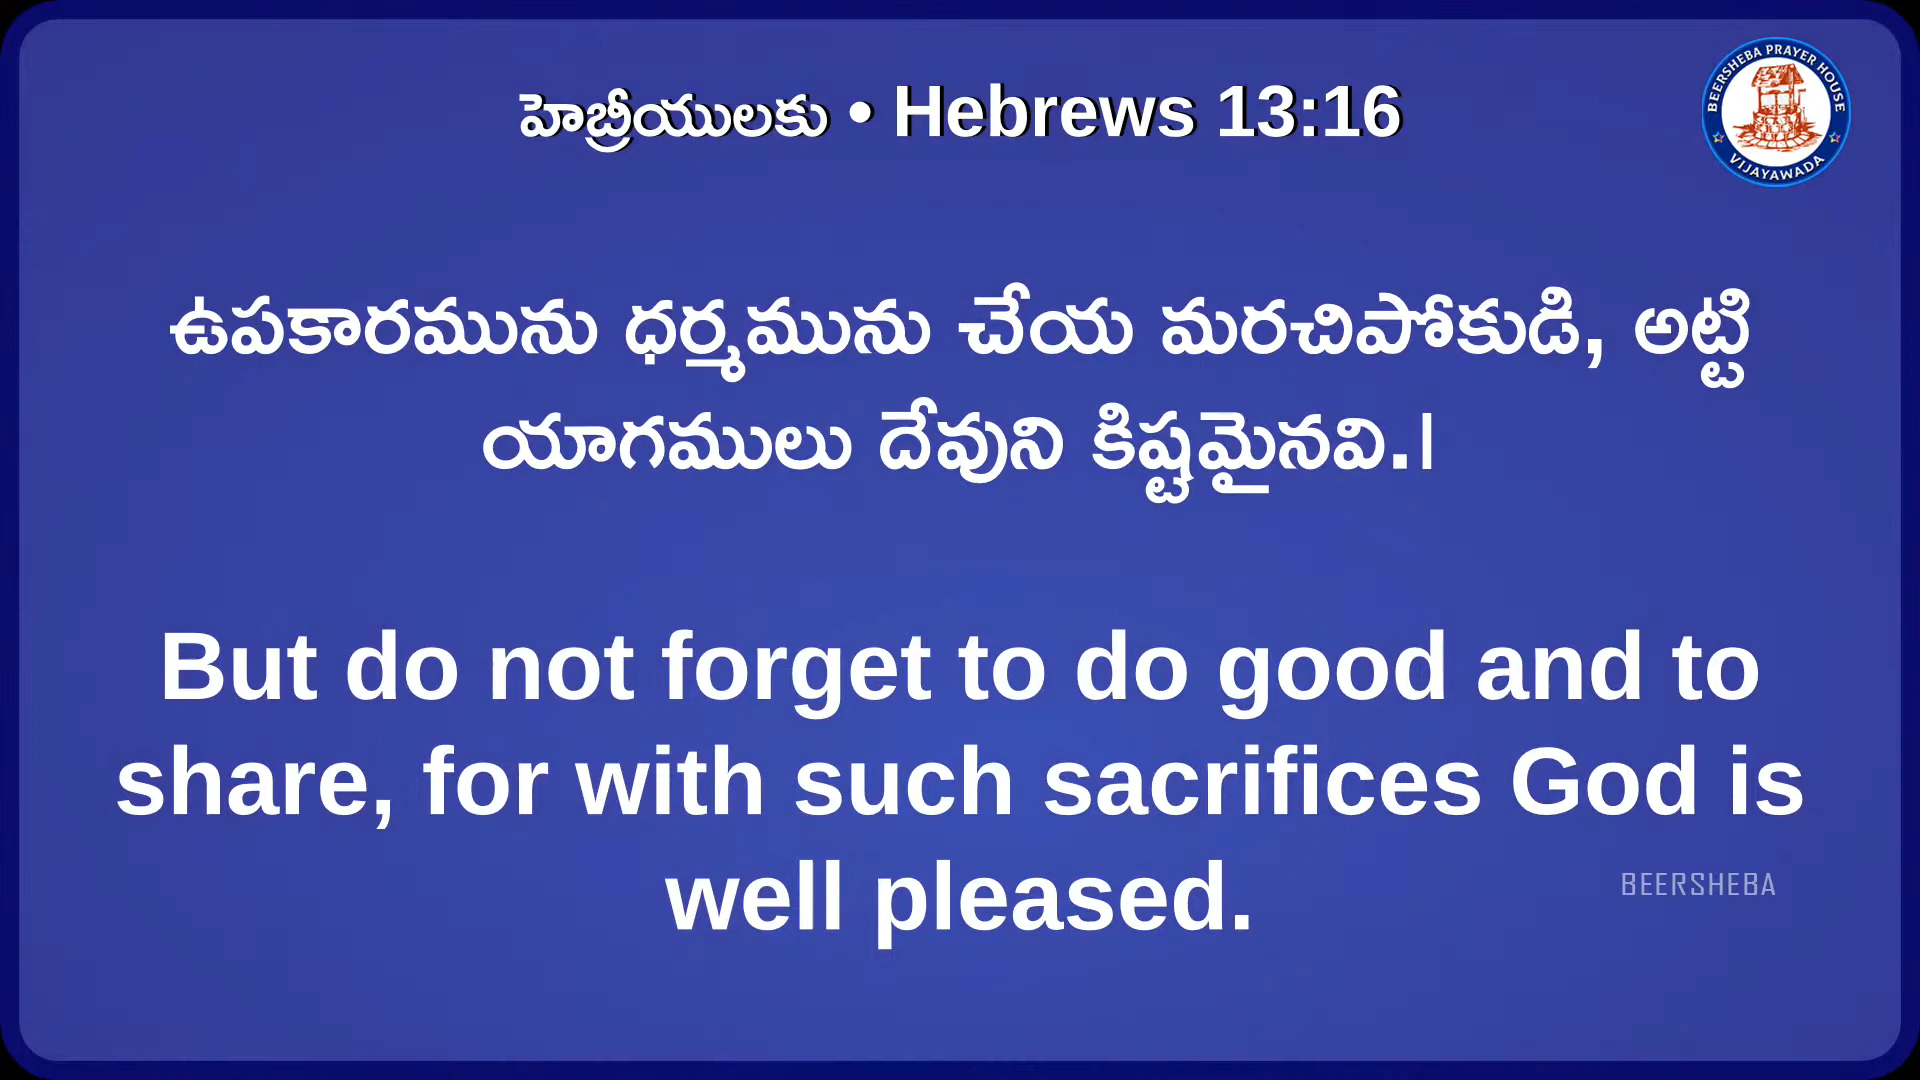 హెబ్రీయులకు • Hebrews 13:16
BEERSHEBA PRAYER HOUSE
VIJAYAWADA
ఉపకారమును ధర్మమును చేయ మరచిపోకుడి, అట్టి
యాగములు దేవుని కిష్టమైనవి.।
But do not forget to do good and to
share, for with such sacrifices God is
well pleased.
BEERSHEBA